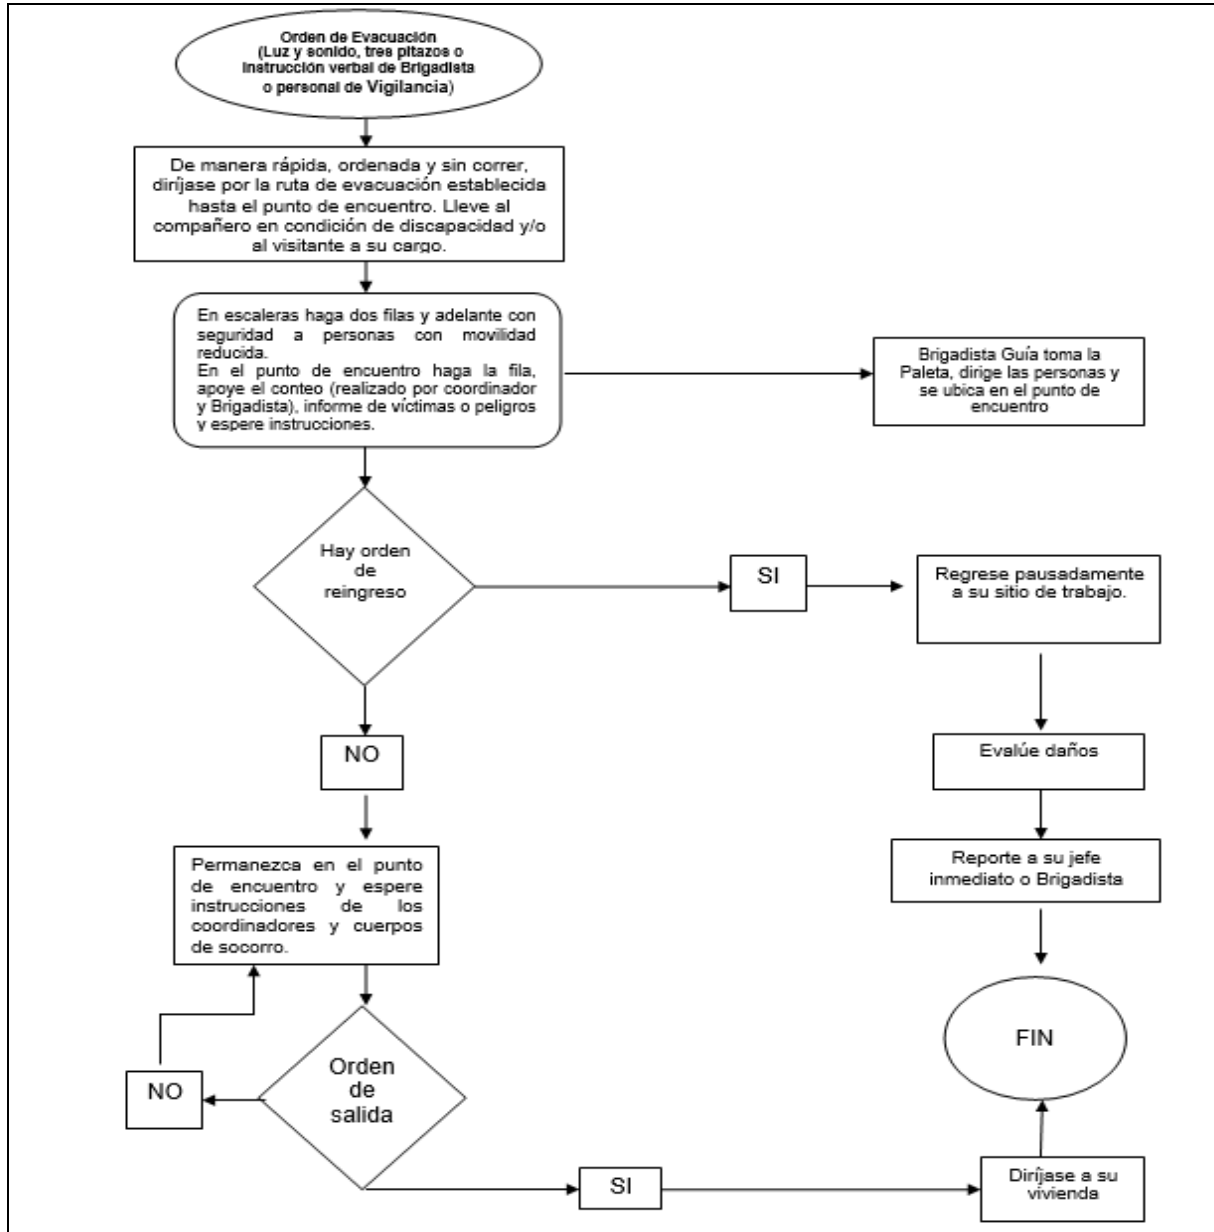 Orden de Evacuación
(Luz y sonido, tres pitazos o
instrucción verbal de Brigadista
o personal de Vigilancia)
De manera rápida, ordenada y sin correr,
diríjase por la ruta de evacuación establecida
hasta el punto de encuentro. Lleve al
compañero en condición de discapacidad y/o
al visitante a su cargo.
En escaleras haga dos filas y adelante con
seguridad a personas con movilidad
reducida.
En el punto de encuentro haga la fila,
apoye el conteo (realizado por coordinador
y Brigadista), informe de víctimas o peligros
y espere instrucciones.
Brigadista Guía toma la
Paleta, dirige las personas y
se ubica en el punto de
encuentro
Hay orden
de
reingreso
SI
Regrese pausadamente
a su sitio de trabajo.
NO
Evalúe daños
Permanezca en el punto
de encuentro y espere
instrucciones de los
coordinadores y cuerpos
de socorro.
Reporte a su jefe
inmediato o Brigadista
FIN
Orden
de
salida
NO
SI
Diríjase a su
vivienda